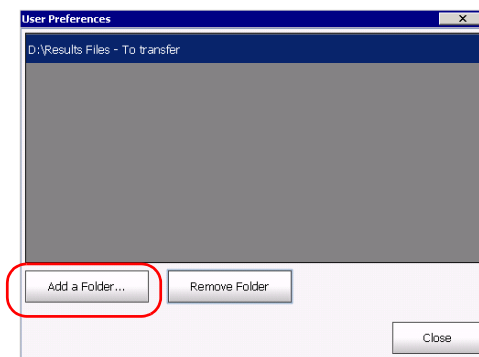 User Preferences
D:\Results Files - To transfer
Add a Folder...
Remove Folder
Close